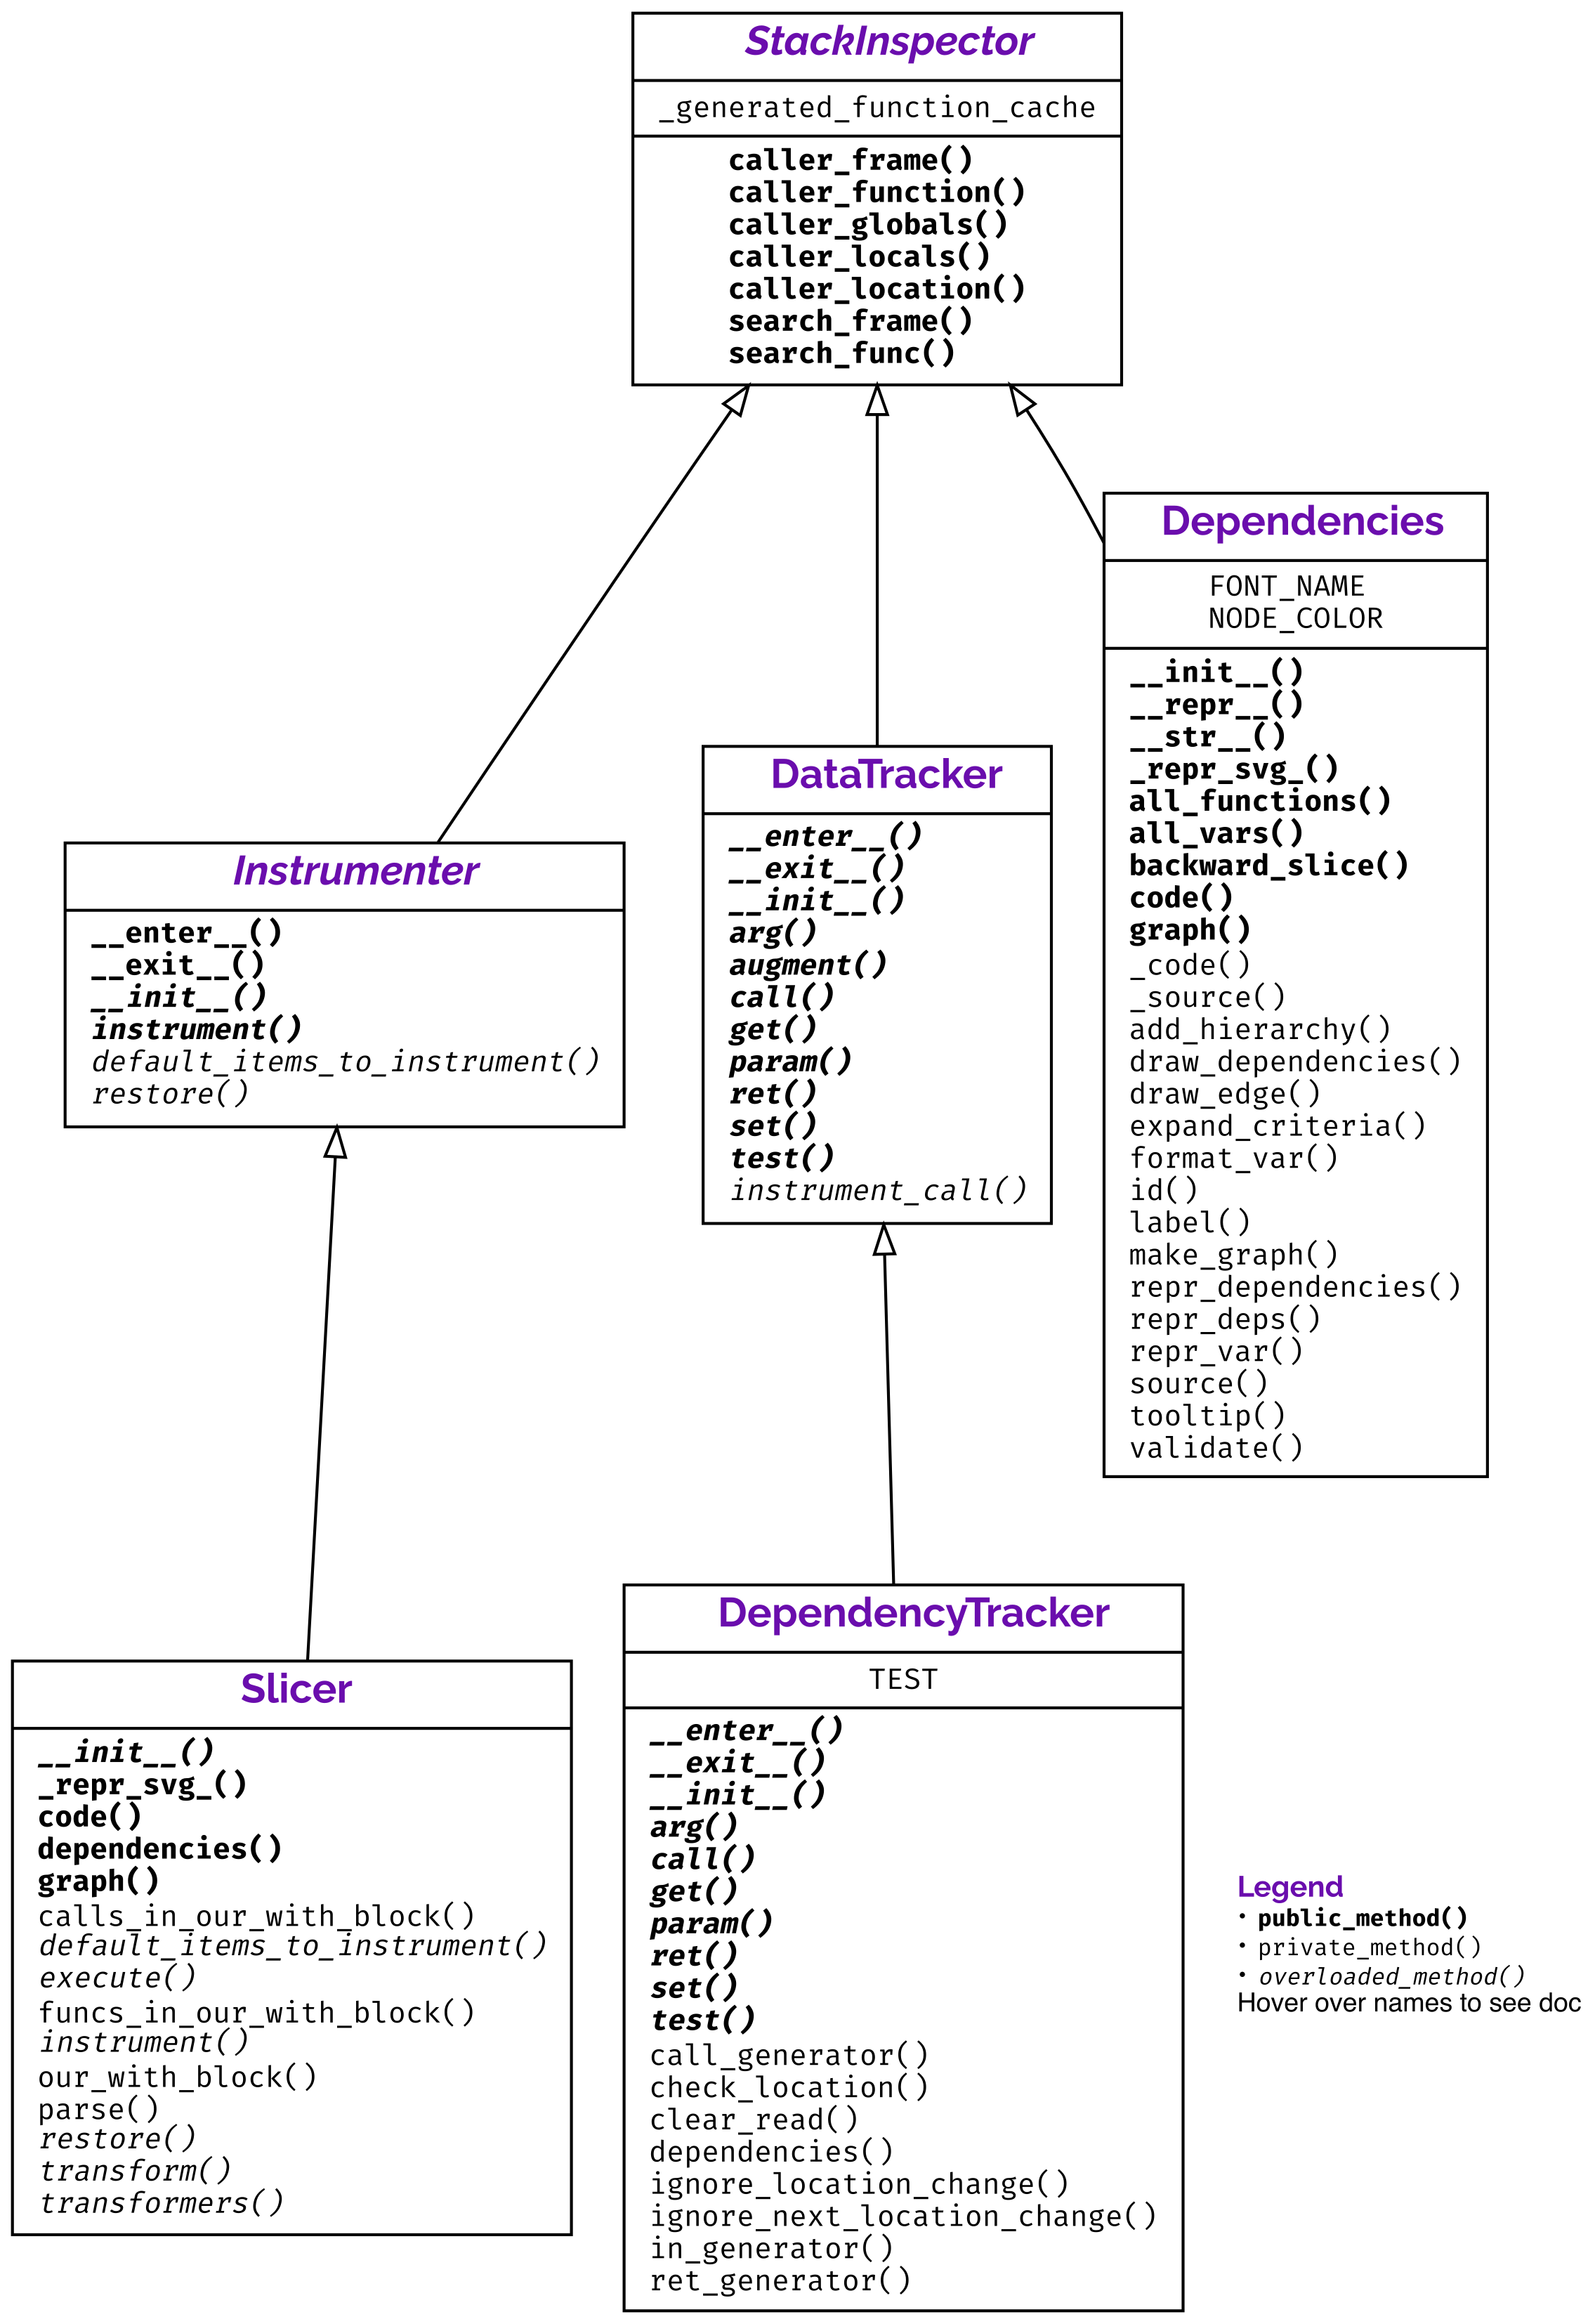 StackInspector
_generated_function_cache
caller_frame()
caller_function()
caller_globals()
caller_locals()
caller_location()
search_frame()
search_func()
Dependencies
FONT_NAME
NODE_COLOR
__init__()
__repr__()
__str__()
_repr_svg_()
all_functions()
all_vars()
backward_slice()
code()
graph()
_code()
_source()
add_hierarchy()
draw_dependencies()
draw_edge()
expand_criteria()
format_var()
id()
label()
make_graph()
repr_dependencies()
repr_deps()
repr_var()
source()
tooltip()
validate()
DataTracker
__enter__()
__exit__()
__init__()
arg()
augment()
call()
get()
param()
ret()
set()
test()
instrument_call()
Instrumenter
__enter__()
__exit__()
__init__()
instrument()
default_items_to_instrument()
restore()
DependencyTracker
TEST
__enter__()
__exit__()
__init__()
arg()
call()
get()
param()
ret()
set()
test()
call_generator()
check_location()
clear_read()
dependencies()
ignore_location_change()
ignore_next_location_change()
in_generator()
ret_generator()
Slicer
__init__()
_repr_svg_()
code()
dependencies()
graph()
calls_in_our_with_block()
default_items_to_instrument()
execute()
funcs_in_our_with_block()
instrument()
our_with_block()
parse()
restore()
transform()
transformers()
Legend
• public_method()
• private_method()
• overloaded_method()
Hover over names to see doc